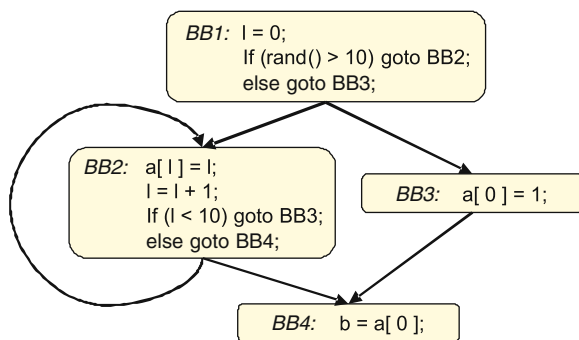 BB1: I = 0;
If (rand() > 10) goto BB2;
else goto BB3;
BB2: a[ I ] = I;
I = I + 1;
If (I < 10) goto BB3;
else goto BB4;
BB3: a[ 0 ] = 1;
BB4: b = a[ 0 ];